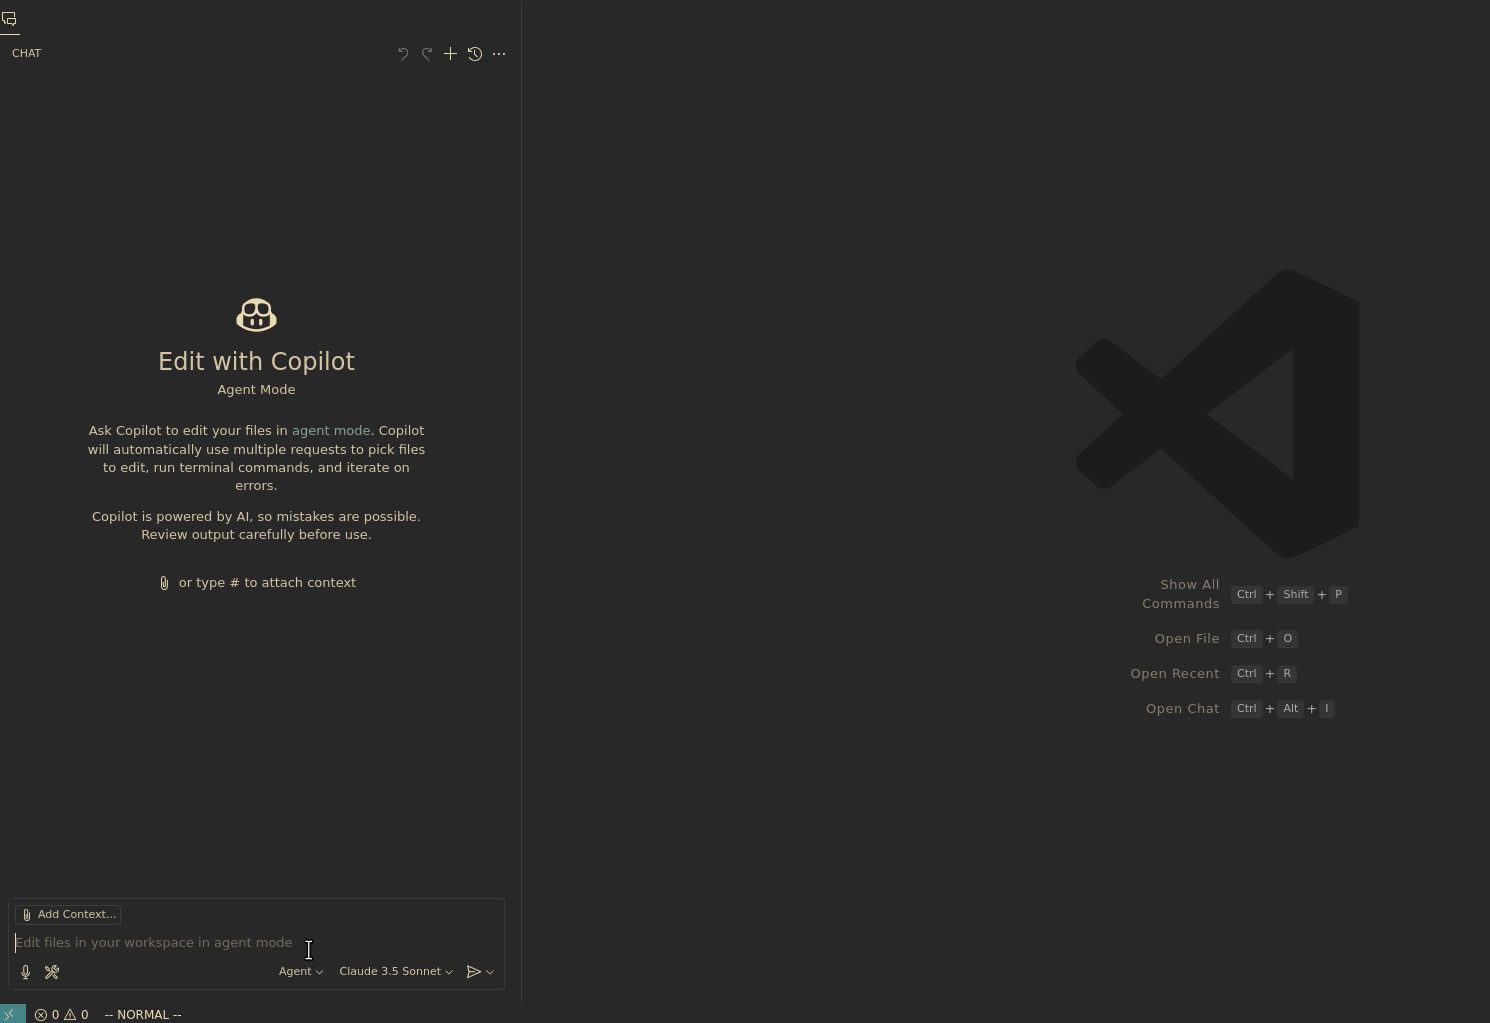 CHAT
Edit with Copilot
Agent Mode
Ask Copilot to edit your files in agent mode. Copilot
will automatically use multiple requests to pick files
to edit, run terminal commands, and iterate on
errors.
Copilot is powered by AI, so mistakes are possible.
Review output carefully before use.
or type # to attach context
Add Context...
Edit files in your workspace in agent mode
Agent Claude 3.5 Sonnet
Show All
Commands Ctrl + Shift + P
Open File Ctrl + O
Open Recent Ctrl + R
Open Chat Ctrl + Alt + I
0 0 -- NORMAL --